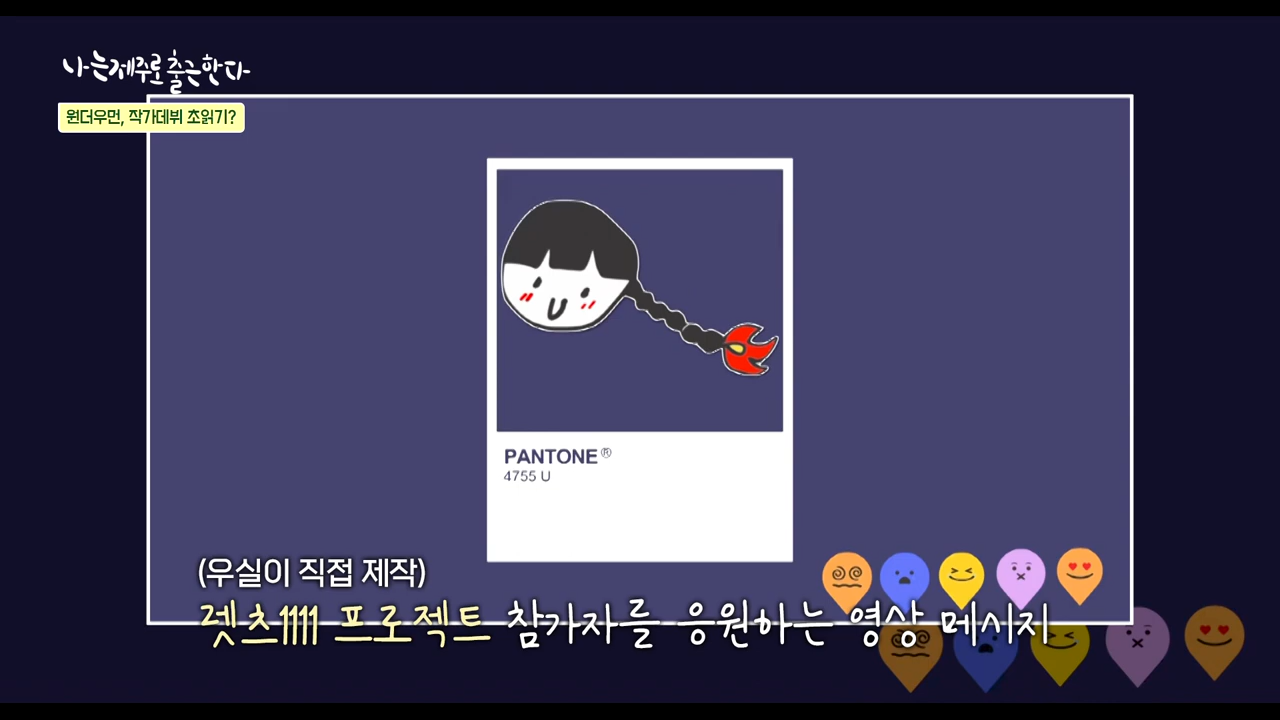 나는 제주로 출근한다
원더우먼, 작가데뷔 초읽기?
PANTONE®
4755 U
(우실이 직접 제작)
렛츠1111 프로젝트 참가자를 응원하는 영상 메시지